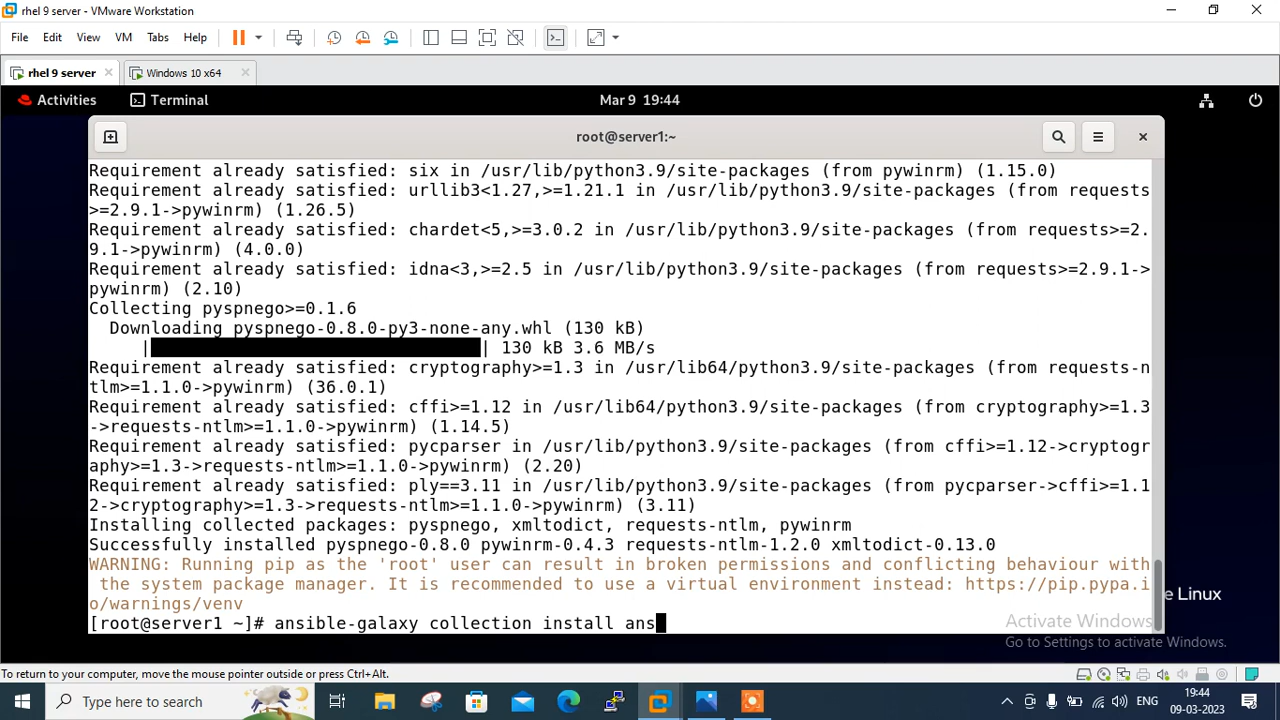 rhel 9 server - VMware Workstation
File Edit View VM Tabs Help
rhel 9 server Windows 10 x64
Activities Terminal Mar 9 19:44
root@server1:~
Requirement already satisfied: six in /usr/lib/python3.9/site-packages (from pywinrm) (1.15.0)
Requirement already satisfied: urllib3<1.27,>=1.21.1 in /usr/lib/python3.9/site-packages (from requests
>=2.9.1->pywinrm) (1.26.5)
Requirement already satisfied: chardet<5,>=3.0.2 in /usr/lib/python3.9/site-packages (from requests>=2.
9.1->pywinrm) (4.0.0)
Requirement already satisfied: idna<3,>=2.5 in /usr/lib/python3.9/site-packages (from requests>=2.9.1->
pywinrm) (2.10)
Collecting pyspnego>=0.1.6
Downloading pyspnego-0.8.0-py3-none-any.whl (130 kB)
| | 130 kB 3.6 MB/s
Requirement already satisfied: cryptography>=1.3 in /usr/lib64/python3.9/site-packages (from requests-n
tlm>=1.1.0->pywinrm) (36.0.1)
Requirement already satisfied: cffi>=1.12 in /usr/lib64/python3.9/site-packages (from cryptography>=1.3
->requests-ntlm>=1.1.0->pywinrm) (1.14.5)
Requirement already satisfied: pycparser in /usr/lib/python3.9/site-packages (from cffi>=1.12->cryptogr
aphy>=1.3->requests-ntlm>=1.1.0->pywinrm) (2.20)
Requirement already satisfied: ply==3.11 in /usr/lib/python3.9/site-packages (from pycparser->cffi>=1.1
2->cryptography>=1.3->requests-ntlm>=1.1.0->pywinrm) (3.11)
Installing collected packages: pyspnego, xmltodict, requests-ntlm, pywinrm
Successfully installed pyspnego-0.8.0 pywinrm-0.4.3 requests-ntlm-1.2.0 xmltodict-0.13.0
WARNING: Running pip as the 'root' user can result in broken permissions and conflicting behaviour with
the system package manager. It is recommended to use a virtual environment instead: https://pip.pypa.i
o/warnings/venv
e Linux
[root@server1 ~]# ansible-galaxy collection install ans
Activate Windows
Go to Settings to activate Windows.
To return to your computer, move the mouse pointer outside or press Ctrl+Alt.
Type here to search
ENG
19:44
09-03-2023